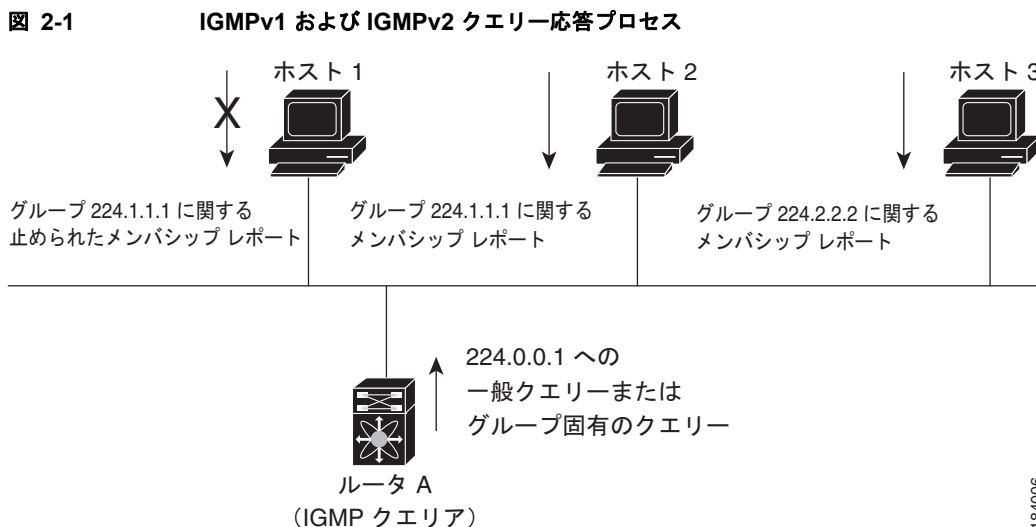 図 2-1 IGMPv1 および IGMPv2 クエリー応答プロセス
ホスト 1
ホスト 2
ホスト 3
X
グループ 224.1.1.1 に関する
止められたメンバシップ レポート
グループ 224.1.1.1 に関する
メンバシップ レポート
グループ 224.2.2.2 に関する
メンバシップ レポート
224.0.0.1 への
一般クエリーまたは
グループ固有のクエリー
ルータ A
（IGMP クエリア）